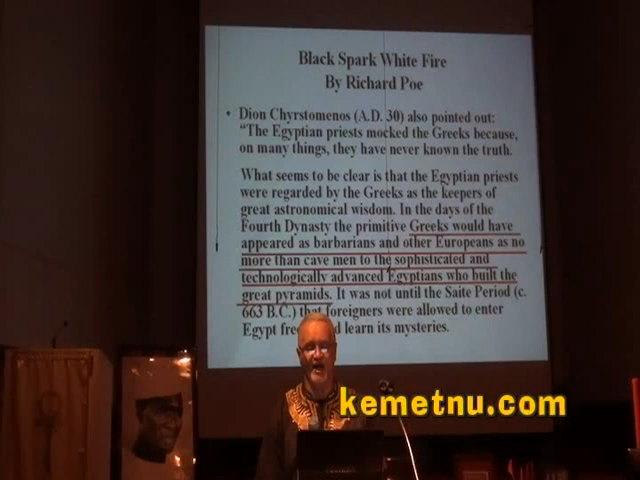 Black Spark White Fire
By Richard Poe
• Dion Chyrstomenos (A.D. 30) also pointed out:
"The Egyptian priests mocked the Greeks because,
on many things, they have never known the truth.
What seems to be clear is that the Egyptian priests
were regarded by the Greeks as the keepers of
great astronomical wisdom. In the days of the
Fourth Dynasty the primitive Greeks would have
appeared as barbarians and other Europeans as no
more than cave men to the sophisticated and
technologically advanced Egyptians who built the
great pyramids. It was not until the Saite Period (c.
663 B.C.) that foreigners were allowed to enter
Egypt learn its mysteries.
kemetnu.com